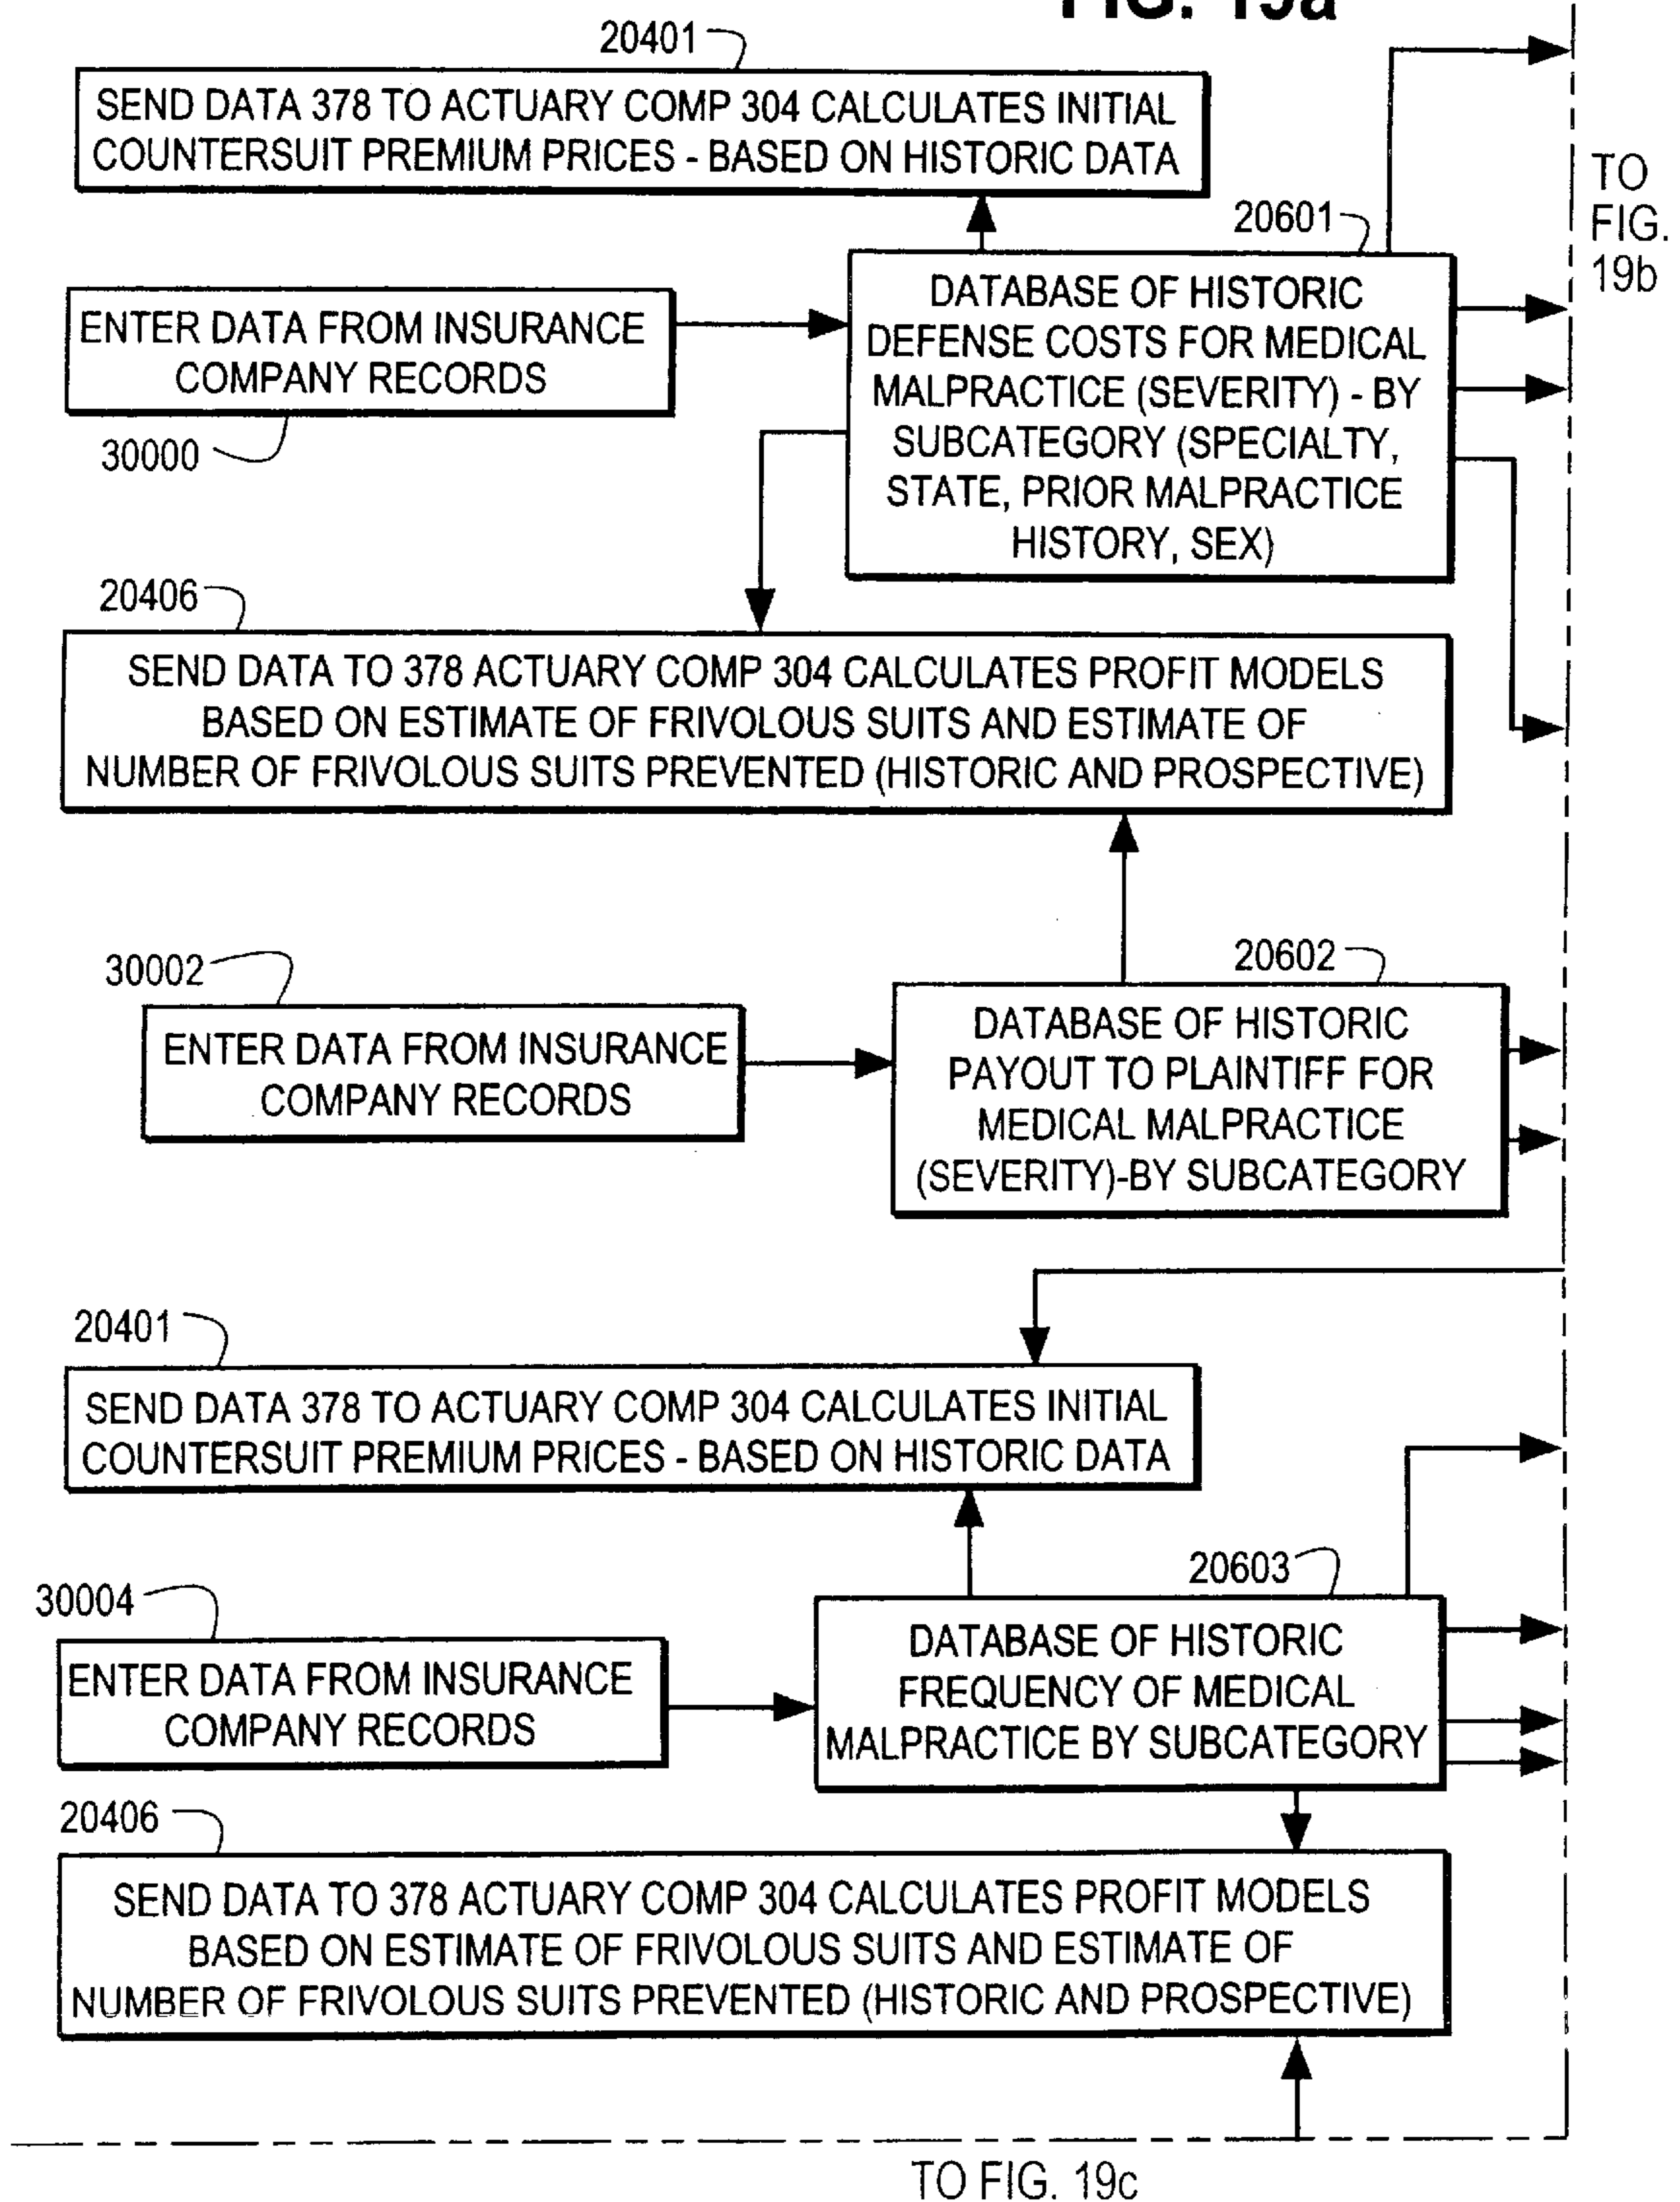 FIG. 19a
20401
SEND DATA 378 TO ACTUARY COMP 304 CALCULATES INITIAL
COUNTERSUIT PREMIUM PRICES - BASED ON HISTORIC DATA
TO
FIG.
19b
20601
DATABASE OF HISTORIC
DEFENSE COSTS FOR MEDICAL
MALPRACTICE (SEVERITY) - BY
SUBCATEGORY (SPECIALTY,
STATE, PRIOR MALPRACTICE
HISTORY, SEX)
ENTER DATA FROM INSURANCE
COMPANY RECORDS
30000
20406
SEND DATA TO 378 ACTUARY COMP 304 CALCULATES PROFIT MODELS
BASED ON ESTIMATE OF FRIVOLOUS SUITS AND ESTIMATE OF
NUMBER OF FRIVOLOUS SUITS PREVENTED (HISTORIC AND PROSPECTIVE)
30002
ENTER DATA FROM INSURANCE
COMPANY RECORDS
20602
DATABASE OF HISTORIC
PAYOUT TO PLAINTIFF FOR
MEDICAL MALPRACTICE
(SEVERITY)-BY SUBCATEGORY
20401
SEND DATA 378 TO ACTUARY COMP 304 CALCULATES INITIAL
COUNTERSUIT PREMIUM PRICES - BASED ON HISTORIC DATA
30004
ENTER DATA FROM INSURANCE
COMPANY RECORDS
20603
DATABASE OF HISTORIC
FREQUENCY OF MEDICAL
MALPRACTICE BY SUBCATEGORY
20406
SEND DATA TO 378 ACTUARY COMP 304 CALCULATES PROFIT MODELS
BASED ON ESTIMATE OF FRIVOLOUS SUITS AND ESTIMATE OF
NUMBER OF FRIVOLOUS SUITS PREVENTED (HISTORIC AND PROSPECTIVE)
TO FIG. 19c